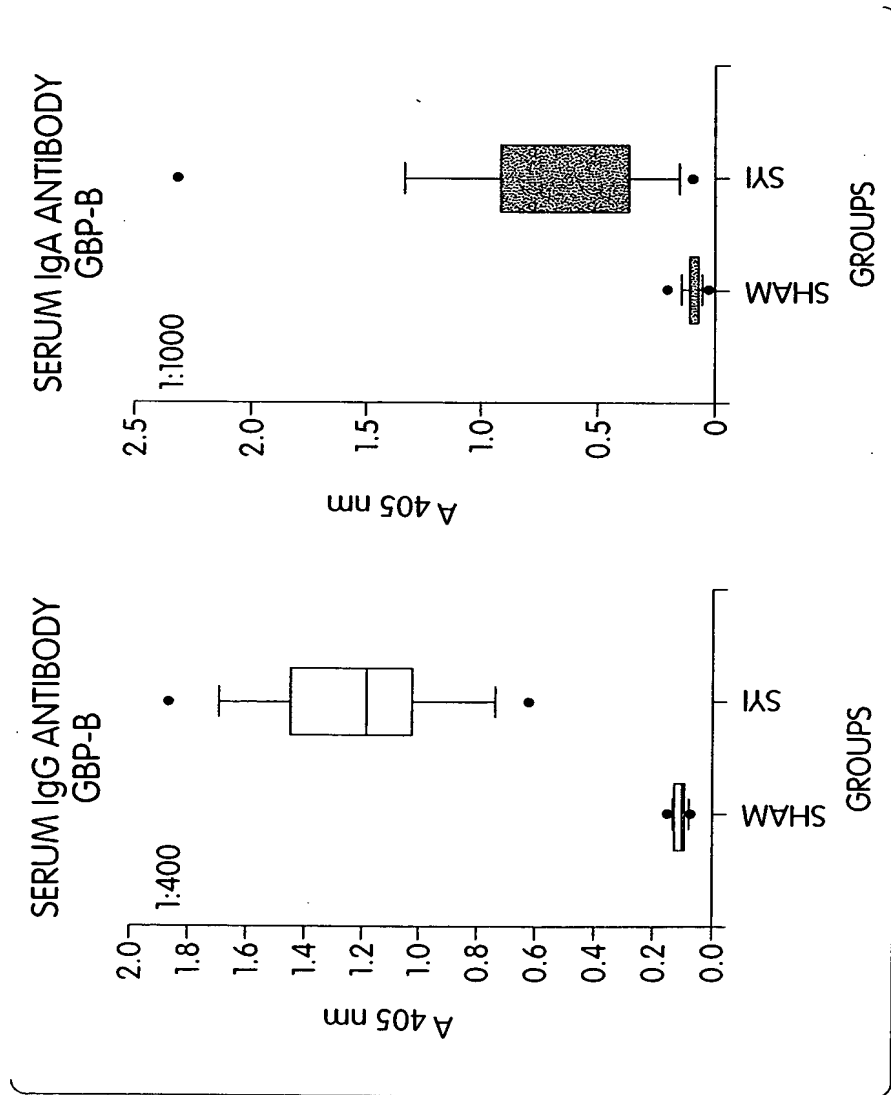 SERUM IgG ANTIBODY
GBP-B
1:400
2.0
1.8
1.6
1.4
1.2
1.0
0.8
0.6
0.4
0.2
0.0
A 405 nm
SHAM
SYI
GROUPS
SERUM IgA ANTIBODY
GBP-B
1:1000
2.5
2.0
1.5
1.0
0.5
0
A 405 nm
SHAM
SYI
GROUPS